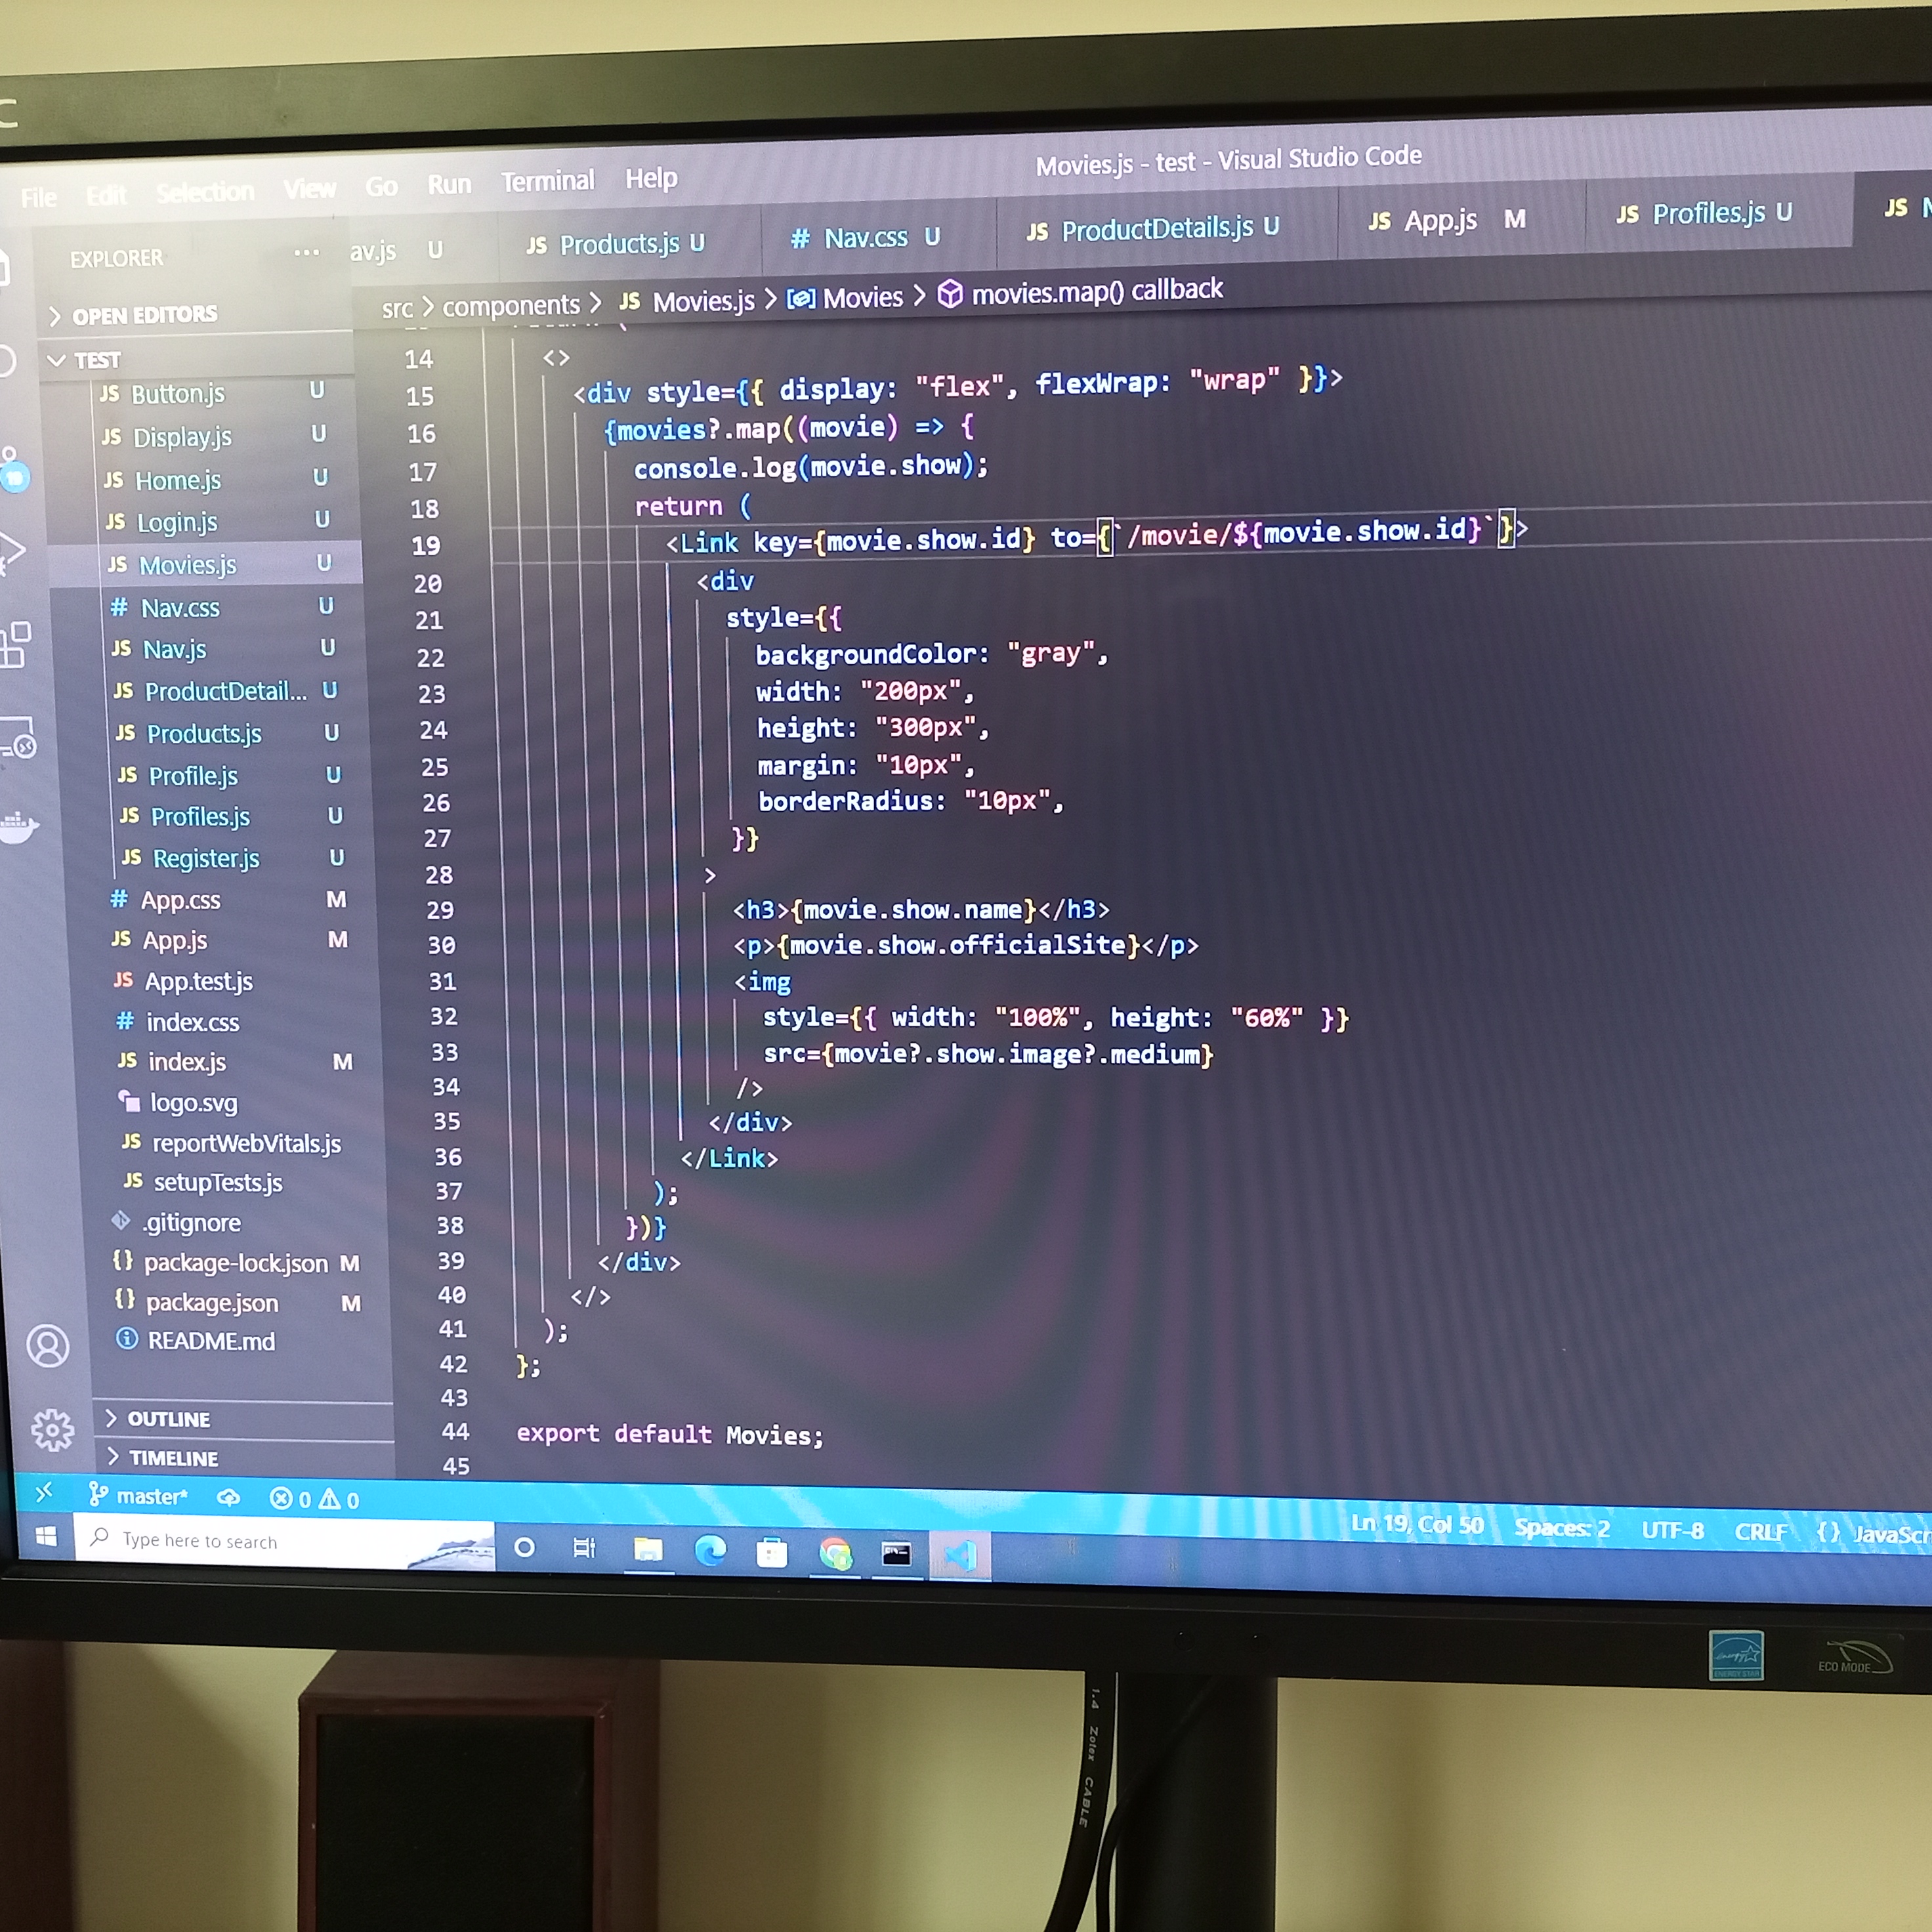 File Edit Selection View Go Run Terminal Help
Movies.js - test - Visual Studio Code
EXPLORER
...
av.js U
JS Products.js U
# Nav.css U
JS ProductDetails.js U
JS App.js M
JS Profiles.js U
JS
src > components > JS Movies.js > Movies > movies.map() callback
OPEN EDITORS
TEST
JS Button.js U
JS Display.js U
JS Home.js U
JS Login.js U
JS Movies.js U
# Nav.css U
JS Nav.js U
JS ProductDetail... U
JS Products.js U
JS Profile.js U
JS Profiles.js U
JS Register.js U
# App.css M
JS App.js M
JS App.test.js
# index.css
JS index.js M
logo.svg
JS reportWebVitals.js
JS setupTests.js
.gitignore
{} package-lock.json M
{} package.json M
README.md
OUTLINE
TIMELINE
14 <>
15 <div style={{ display: "flex", flexWrap: "wrap" }}>
16 {movies?.map((movie) => {
17 console.log(movie.show);
18 return (
19 <Link key={movie.show.id} to={`/movie/${movie.show.id}`}>
20 <div
21 style={{
22 backgroundColor: "gray",
23 width: "200px",
24 height: "300px",
25 margin: "10px",
26 borderRadius: "10px",
27 }}
28 >
29 <h3>{movie.show.name}</h3>
30 <p>{movie.show.officialSite}</p>
31 <img
32 style={{ width: "100%", height: "60%" }}
33 src={movie?.show.image?.medium}
34 />
35 </div>
36 </Link>
37 );
38 })}
39 </div>
40 </>
41 );
42 };
43
44 export default Movies;
45
master* 0 0
Ln 19, Col 50 Spaces: 2 UTF-8 CRLF {} JavaScr
Type here to search
ENERGY STAR
ECO MODE
1.4 Zolex CABLE